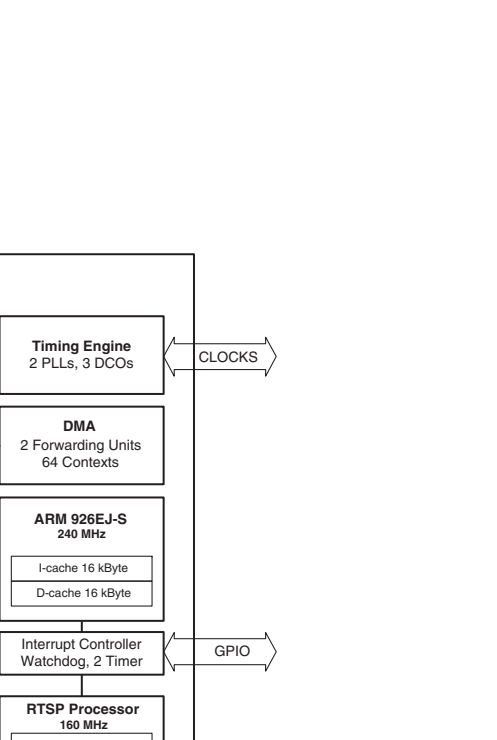 Timing Engine
2 PLLs, 3 DCOs
CLOCKS
DMA
2 Forwarding Units
64 Contexts
ARM 926EJ-S
240 MHz
I-cache 16 kByte
D-cache 16 kByte
Interrupt Controller
Watchdog, 2 Timer
GPIO
RTSP Processor
160 MHz